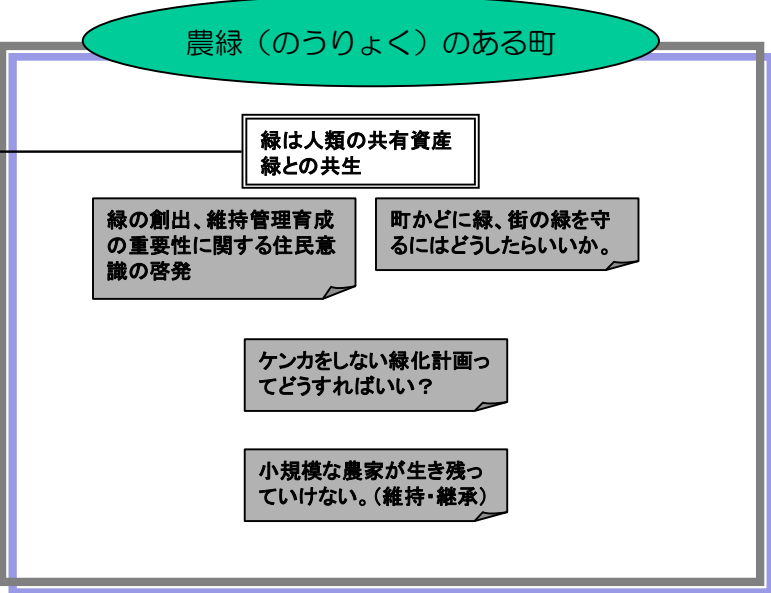 農緑（のうりょく）のある町
緑は人類の共有資産
緑との共生
緑の創出、維持管理育成
の重要性に関する住民意
識の啓発
町かどに緑、街の緑を守
るにはどうしたらいいか。
ケンカをしない緑化計画っ
てどうすればいい？
小規模な農家が生き残っ
ていけない。（維持・継承）